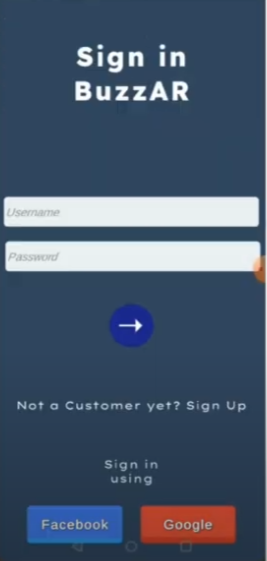 Sign in
BuzzAR
Username
Password
Not a Customer yet? Sign Up
Sign in
using
Facebook
Google